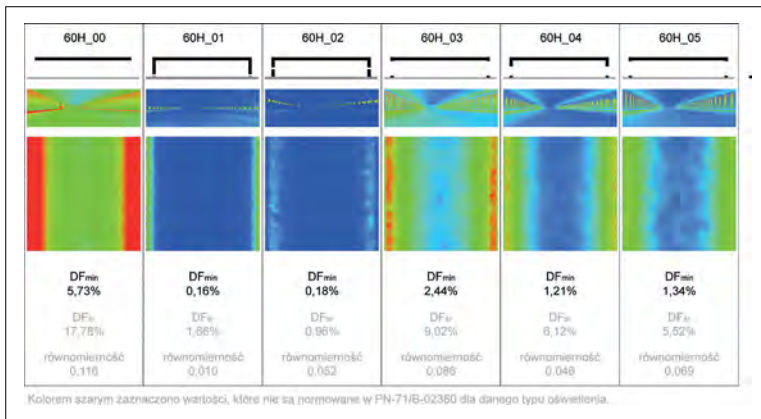 60H_00 60H_01 60H_02 60H_03 60H_04 60H_05
DFmin DFmin DFmin DFmin DFmin DFmin
5,73% 0,16% 0,18% 2,44% 1,21% 1,34%
DFśr DFśr DFśr DFśr DFśr DFśr
17,78% 1,66% 0,96% 9,02% 6,12% 5,52%
równomierność równomierność równomierność równomierność równomierność równomierność
0,116 0,010 0,052 0,086 0,046 0,069
Kolorem szarym zaznaczono wartości, które nie są normowane w PN-71/B-02380 dla danego typu oświetlenia.